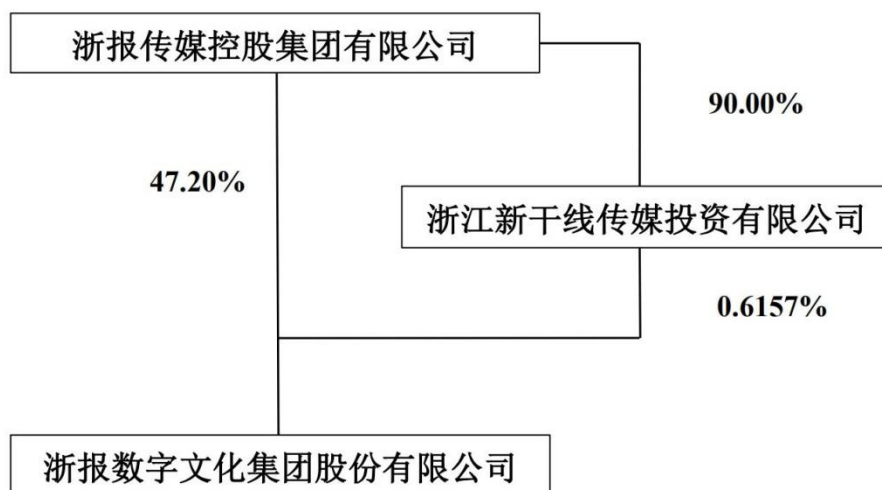 浙报传媒控股集团有限公司
90.00%
47.20%
浙江新干线传媒投资有限公司
0.6157%
浙报数字文化集团股份有限公司